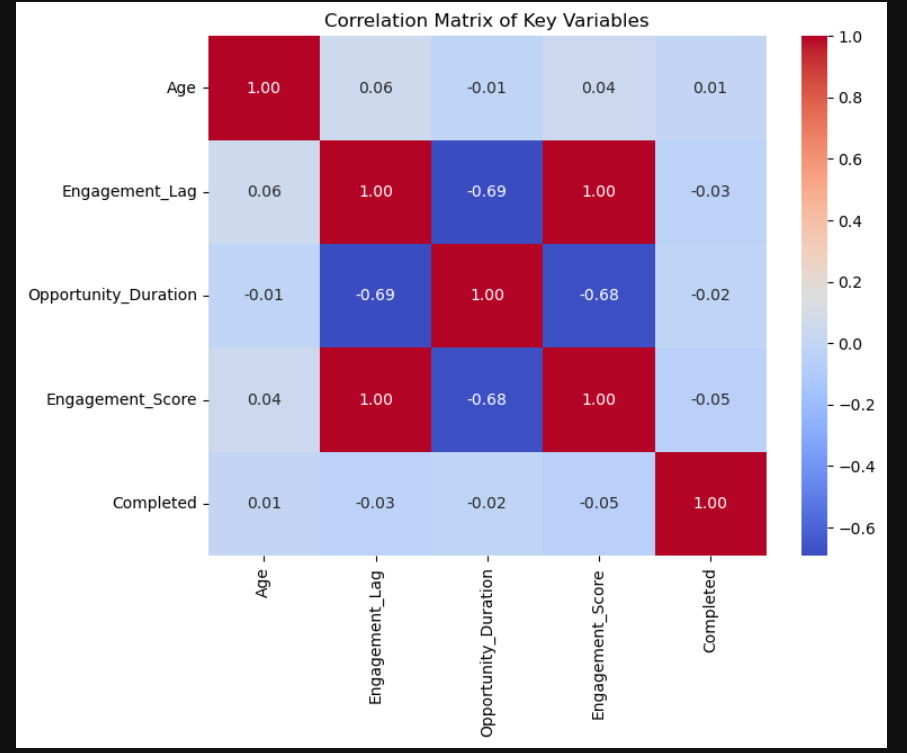 Correlation Matrix of Key Variables
Age 1.00 0.06 -0.01 0.04 0.01
Engagement_Lag 0.06 1.00 -0.69 1.00 -0.03
Opportunity_Duration -0.01 -0.69 1.00 -0.68 -0.02
Engagement_Score 0.04 1.00 -0.68 1.00 -0.05
Completed 0.01 -0.03 -0.02 -0.05 1.00
Age
Engagement_Lag
Opportunity_Duration
Engagement_Score
Completed
1.0
0.8
0.6
0.4
0.2
0.0
−0.2
−0.4
−0.6